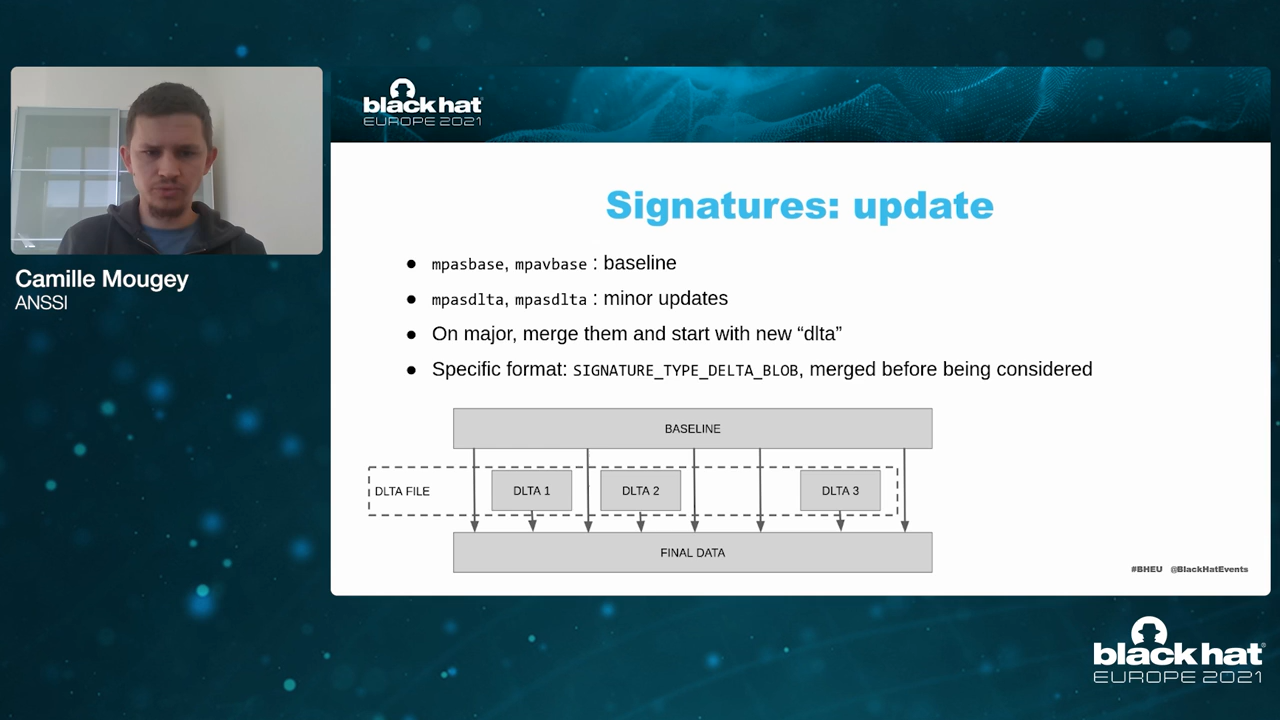 black hat
EUROPE 2021
Camille Mougey
ANSSI
Signatures: update
● mpasbase, mpavbase : baseline
● mpasdlta, mpasdlta : minor updates
● On major, merge them and start with new “dlta”
● Specific format: SIGNATURE_TYPE_DELTA_BLOB, merged before being considered
BASELINE
DLTA FILE
DLTA 1
DLTA 2
DLTA 3
FINAL DATA
#BHEU @BlackHatEvents
black hat®
EUROPE 2021